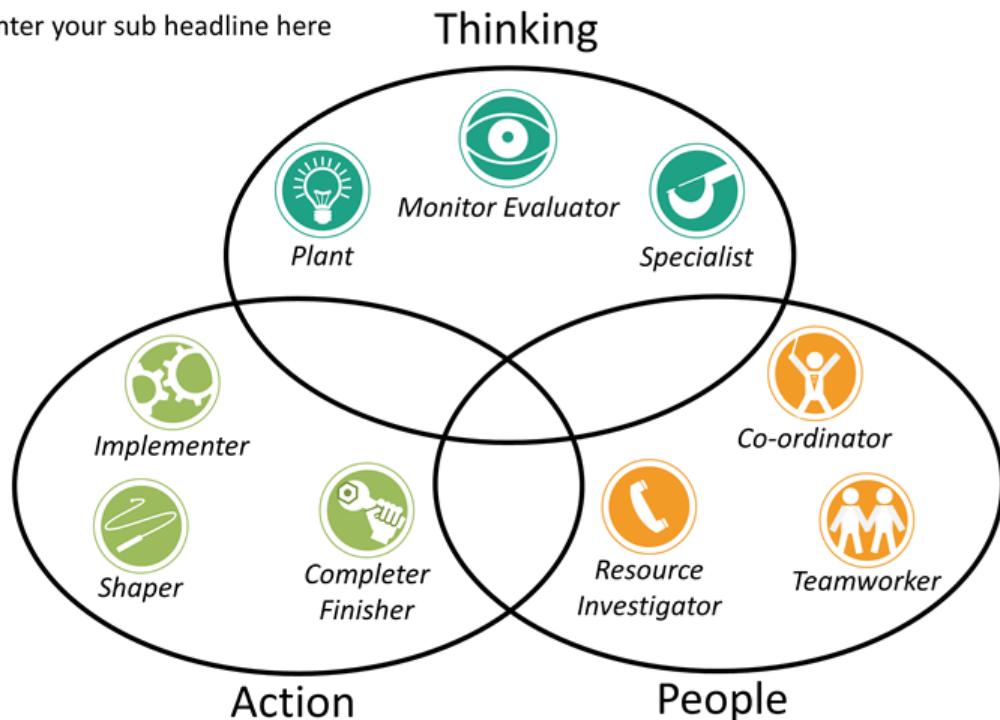 nter your sub headline here
Thinking
Monitor Evaluator
Plant
Specialist
Implementer
Co-ordinator
Shaper
Completer
Finisher
Resource
Investigator
Teamworker
Action
People